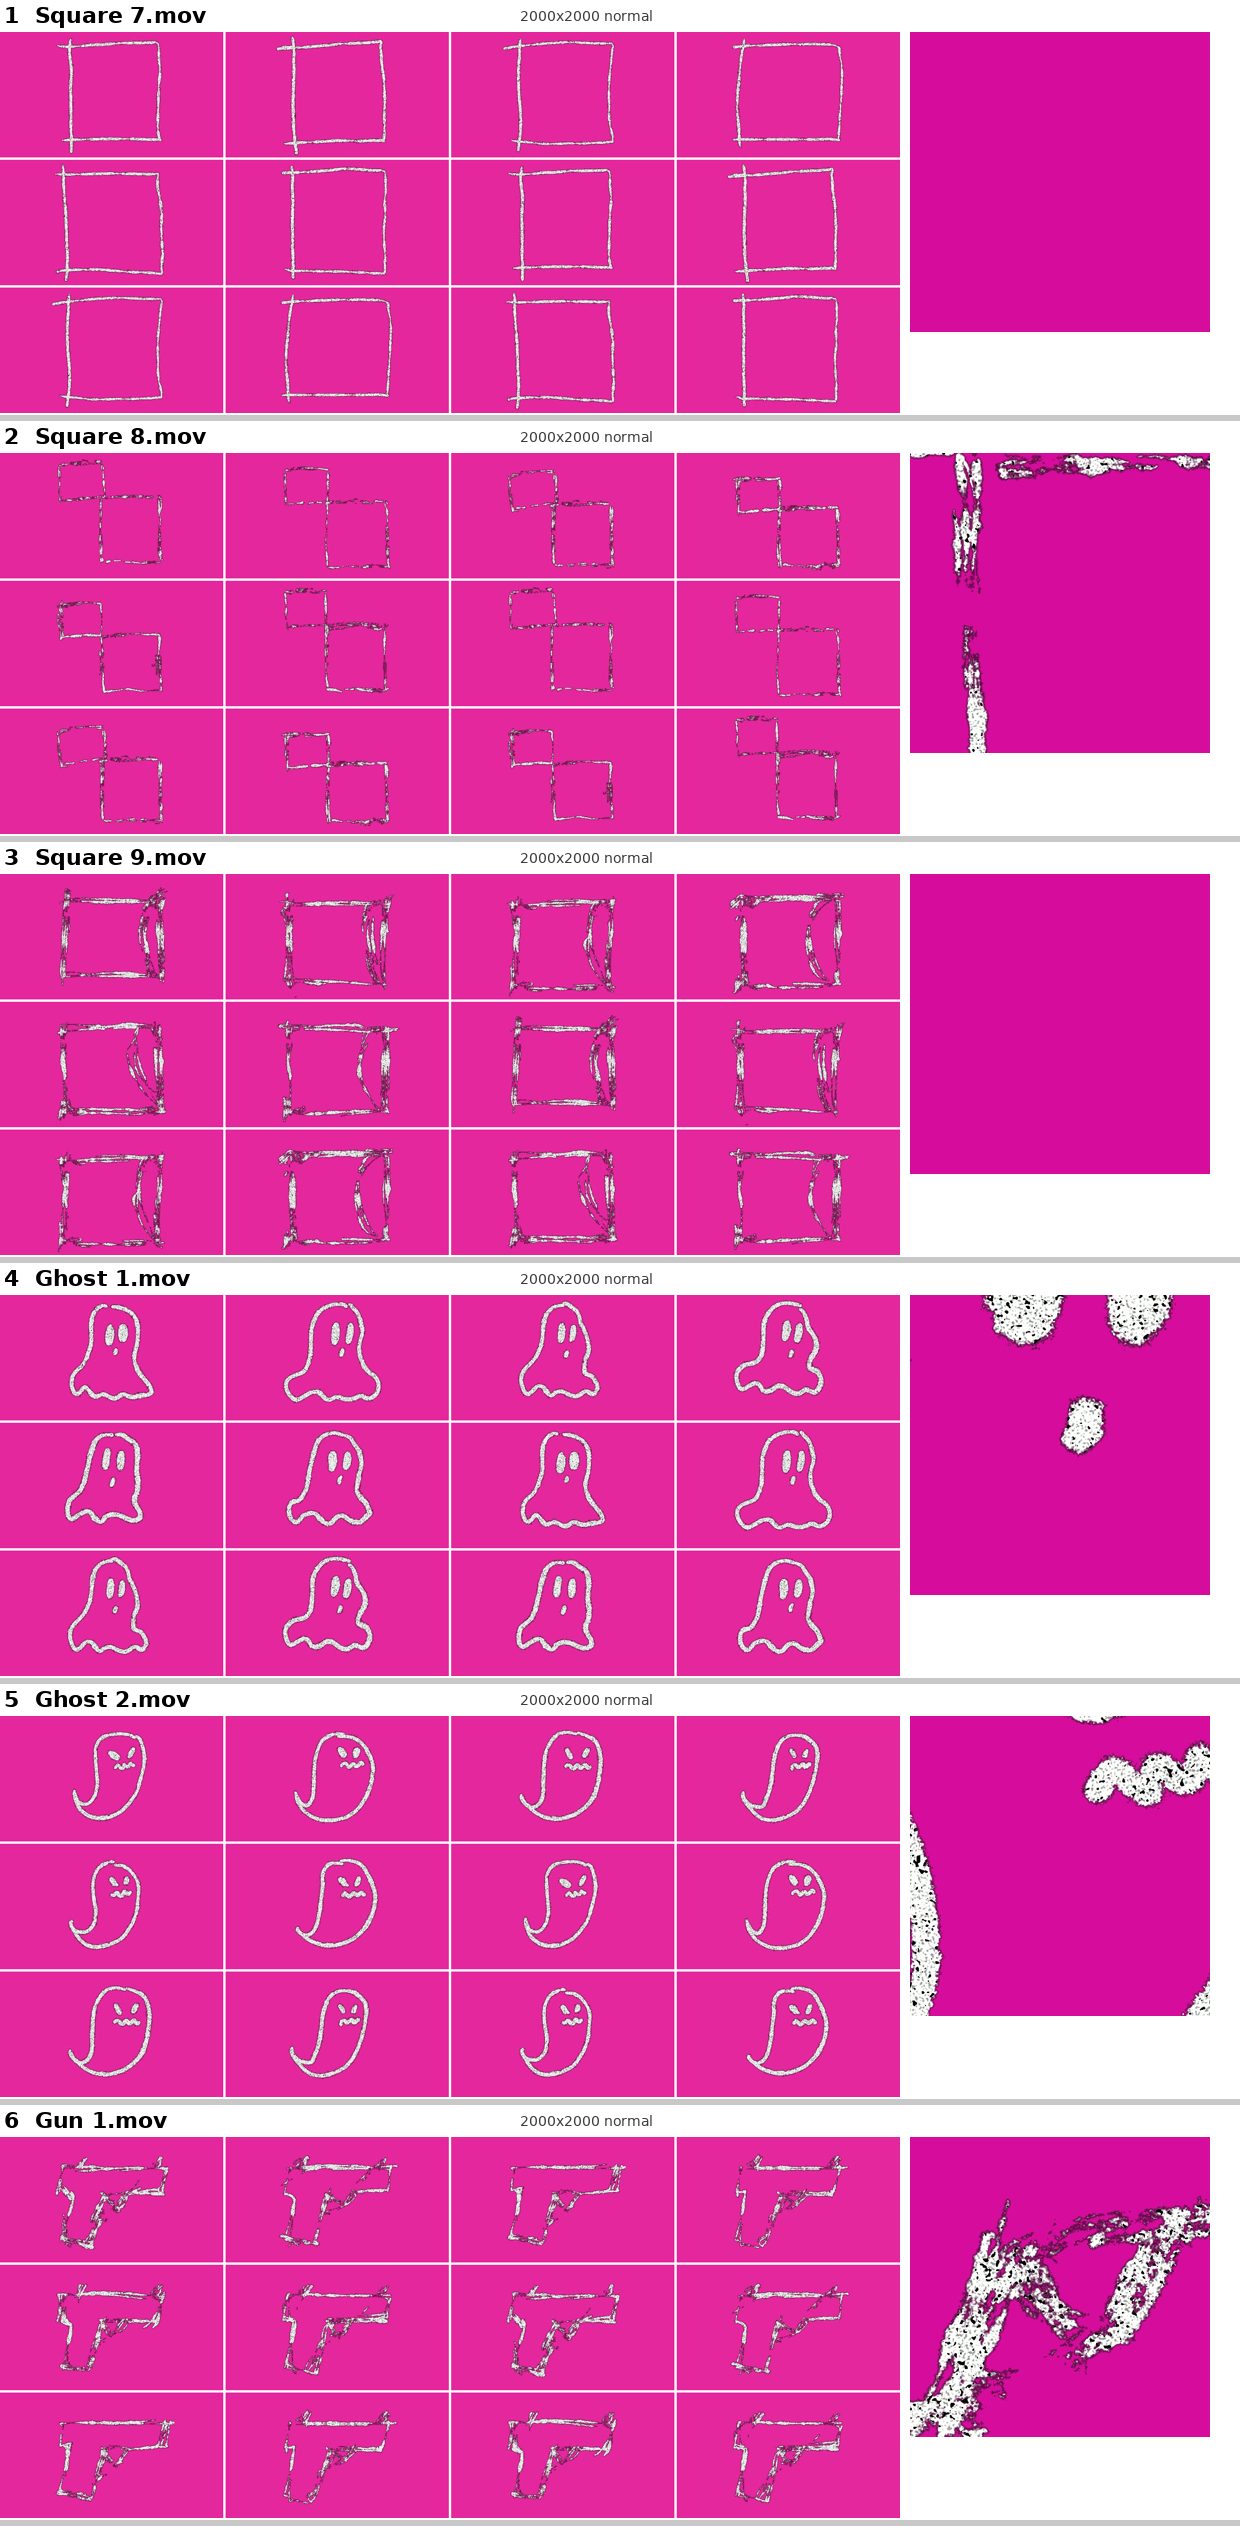 1 Square 7.mov 2000x2000 normal
2 Square 8.mov 2000x2000 normal
3 Square 9.mov 2000x2000 normal
4 Ghost 1.mov 2000x2000 normal
5 Ghost 2.mov 2000x2000 normal
6 Gun 1.mov 2000x2000 normal